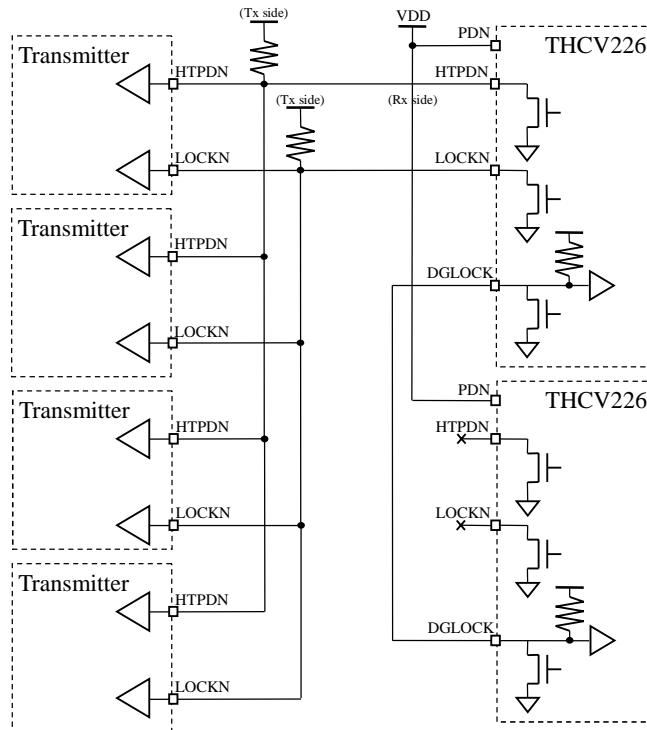 (Tx side)
VDD
Transmitter
HTPDN
LOCKN
(Tx side)
(Rx side)
PDN
THCV226
HTPDN
LOCKN
DGLOCK
Transmitter
HTPDN
LOCKN
Transmitter
HTPDN
LOCKN
PDN
THCV226
HTPDN
LOCKN
DGLOCK
Transmitter
HTPDN
LOCKN